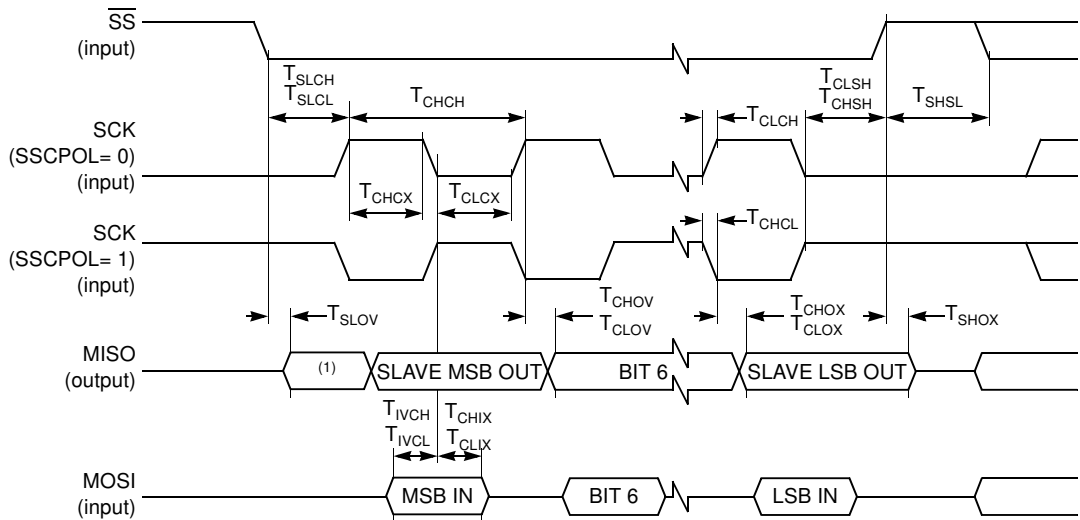 SS
(input)
TSLCH
TSLCL
TCHCH
TCLSH
TCHSH
TSHSL
TCLCH
SCK
(SSCPOL= 0)
(input)
TCHCX
TCLCX
SCK
(SSCPOL= 1)
(input)
TCHCL
TSLOV
TCHOV
TCLOV
TCHOX
TCLOX
TSHOX
MISO
(output)
(1)
SLAVE MSB OUT
BIT 6
SLAVE LSB OUT
TIVCH
TIVCL
TCHIX
TCLIX
MOSI
(input)
MSB IN
BIT 6
LSB IN